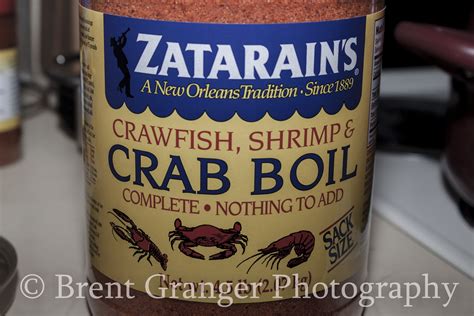 ZATARAIN'S
A New Orleans Tradition • Since 1889
CRAWFISH, SHRIMP &
CRAB BOIL
COMPLETE • NOTHING TO ADD
SACK
SIZE
© Brent Granger Photography